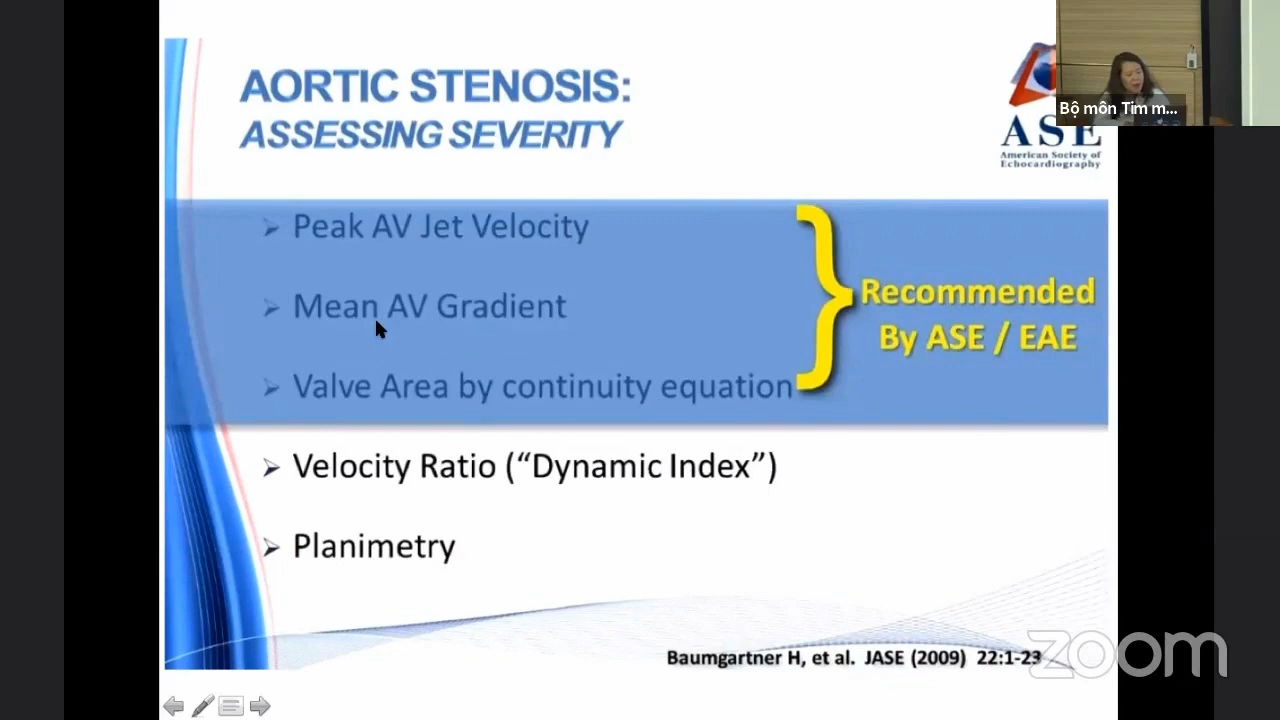 AORTIC STENOSIS:
ASSESSING SEVERITY
ASE
American Society of
Echocardiography
Bộ môn Tim m...
➢ Peak AV Jet Velocity
➢ Mean AV Gradient
➢ Valve Area by continuity equation
Recommended
By ASE / EAE
➢ Velocity Ratio (“Dynamic Index”)
➢ Planimetry
Baumgartner H, et al. JASE (2009) 22:1-23
zoom